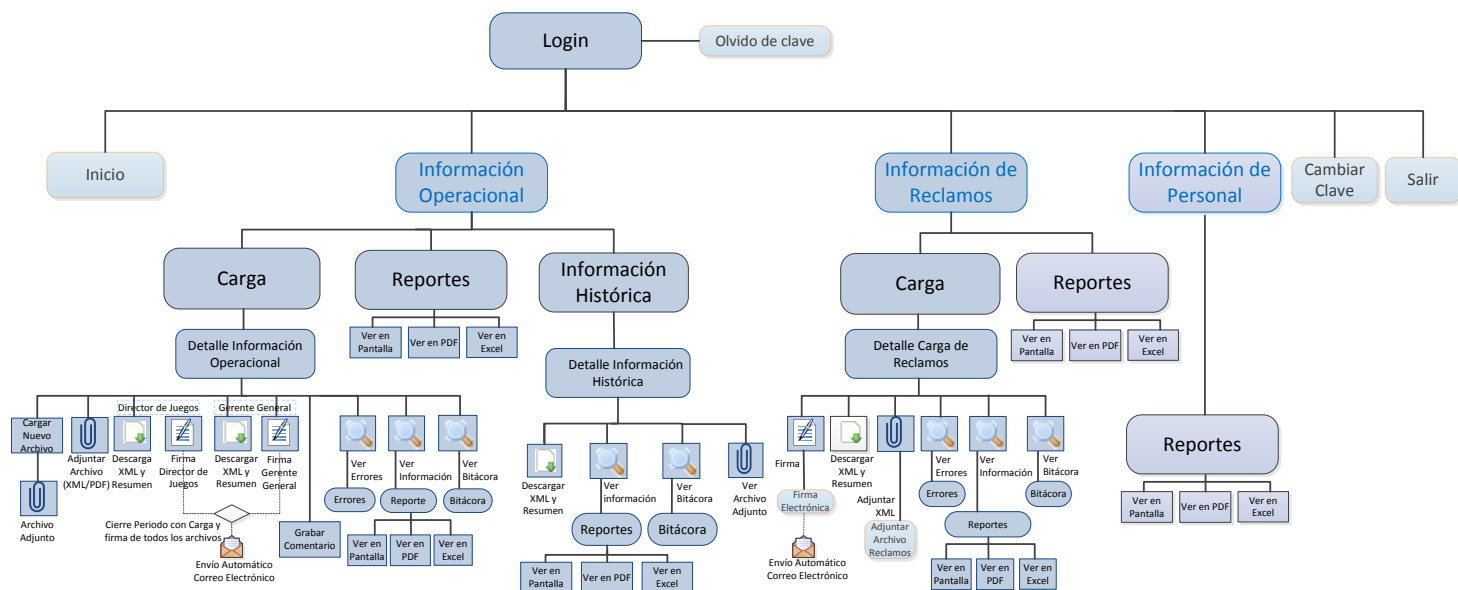 Login
Olvido de clave
Inicio
Información
Operacional
Información de
Reclamos
Información de
Personal
Cambiar
Clave
Salir
Carga
Reportes
Información
Histórica
Carga
Reportes
Detalle Información
Operacional
Ver en
Pantalla
Ver en PDF
Ver en
Excel
Detalle Información
Histórica
Detalle Carga de
Reclamos
Ver en
Pantalla
Ver en PDF
Ver en
Excel
Reportes
Ver en
Pantalla
Ver en PDF
Ver en
Excel
Director de Juegos
Gerente General
Cargar
Nuevo
Archivo
Archivo
Adjunto
Adjuntar
Archivo
(XML/PDF)
Descarga
XML y
Resumen
Firma
Director de
Juegos
Descargar
XML y
Resumen
Firma
Gerente
General
Cierre Periodo con Carga y
firma de todos los archivos
Envío Automático
Correo Electrónico
Grabar
Comentario
Ver
Errores
Errores
Ver
Información
Reporte
Ver en
Pantalla
Ver en
PDF
Ver en
Excel
Ver
Bitácora
Bitácora
Descargar
XML y
Resumen
Ver
información
Reportes
Ver en
Pantalla
Ver en PDF
Ver en
Excel
Ver
Bitácora
Bitácora
Ver
Archivo
Adjunto
Firma
Firma
Electrónica
Envío Automático
Correo Electrónico
Descargar
XML y
Resumen
Adjuntar
XML
Adjuntar
Archivo
Reclamos
Ver
Errores
Errores
Ver
Información
Reportes
Ver en
Pantalla
Ver en
PDF
Ver en
Excel
Ver
Bitácora
Bitácora